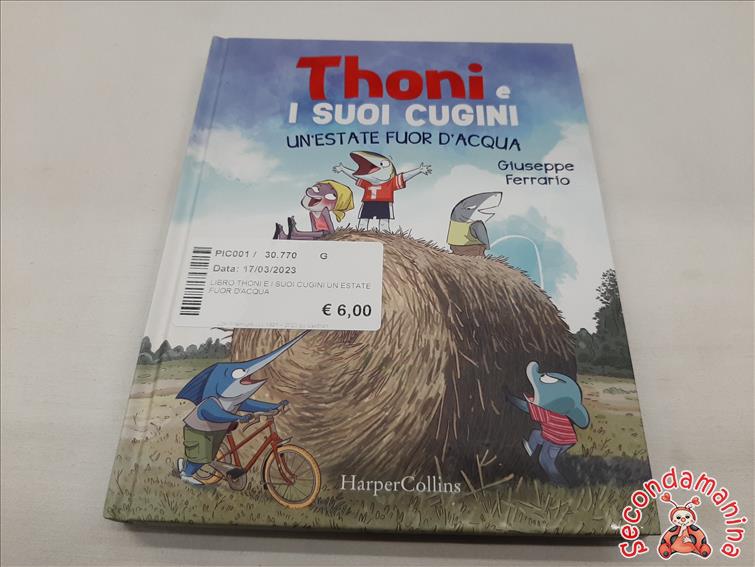 Thoni e
I SUOI CUGINI
UN'ESTATE FUOR D'ACQUA
Giuseppe
Ferrario
T
PIC001 / 30.770 G
Data: 17/03/2023
LIBRO THONI E I SUOI CUGINI UN ESTATE
FUOR D'ACQUA
€ 6,00
HarperCollins
Secondamanina